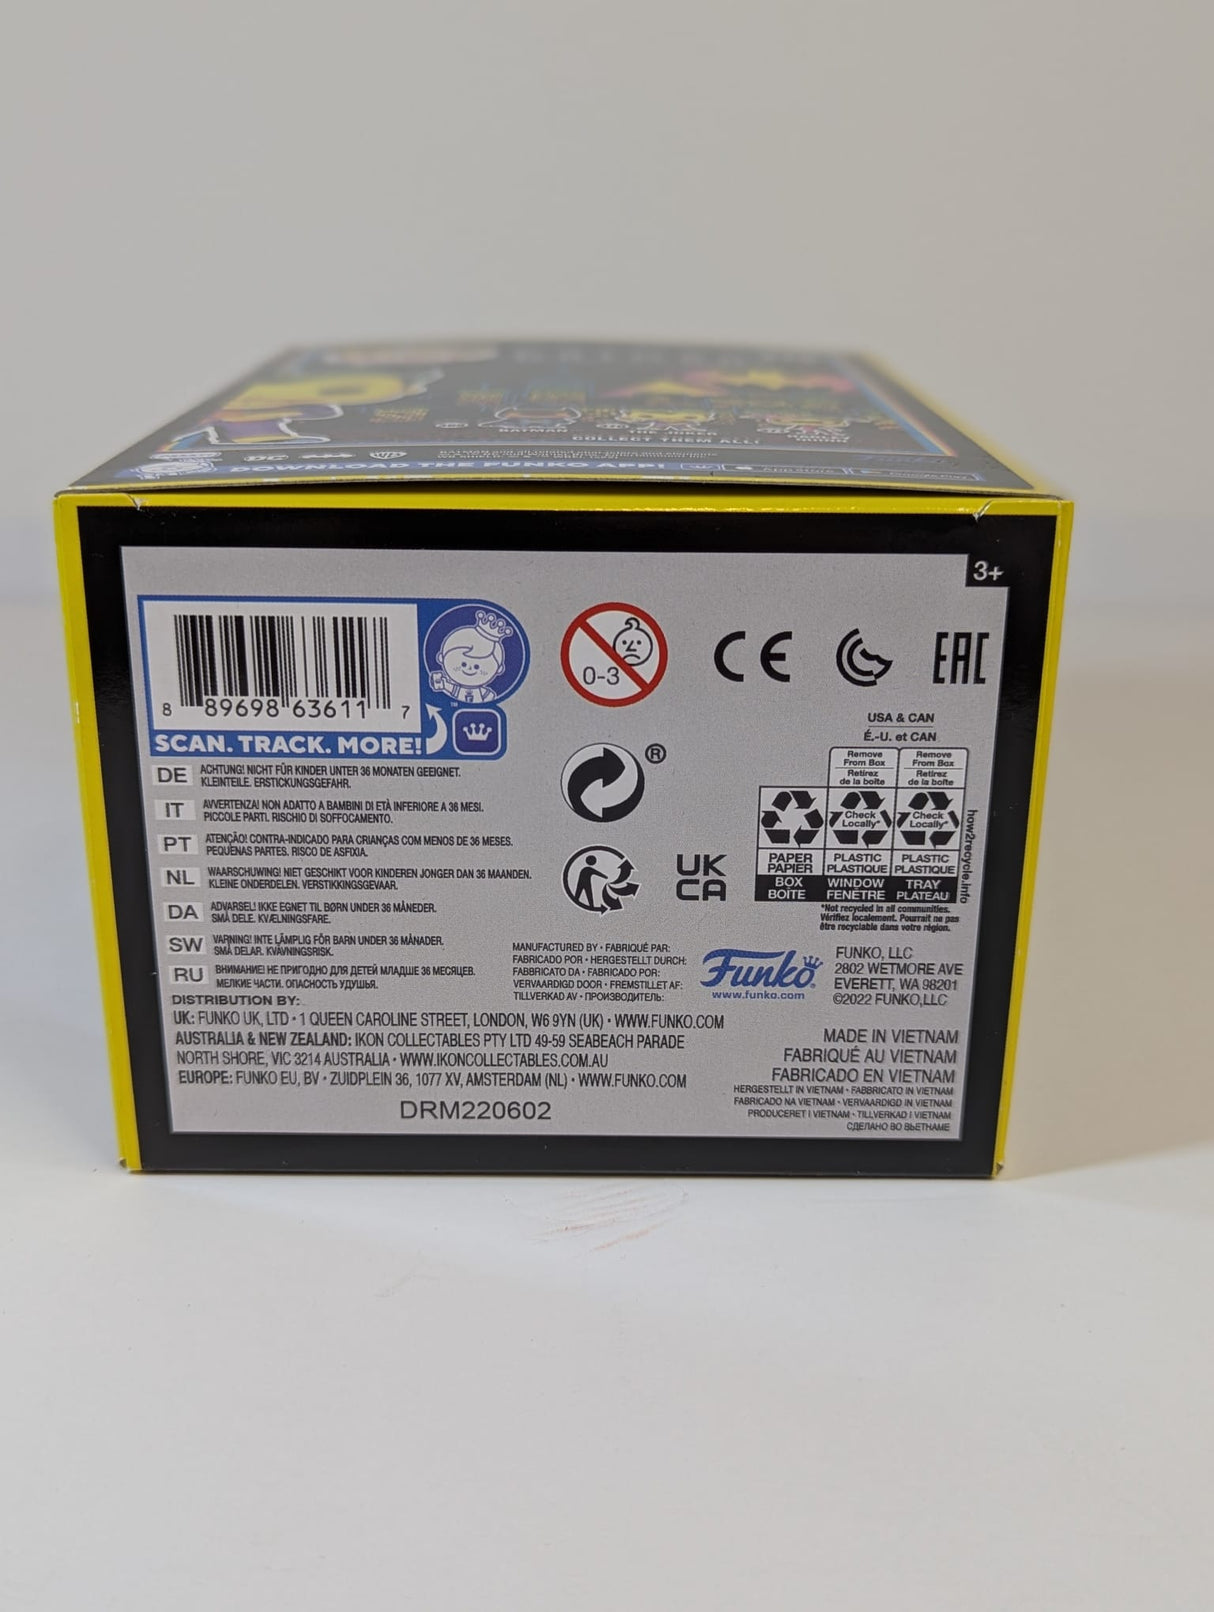 BATMAN
THE JOKER
HARLEY QUINN
COLLECT THEM ALL!
DC
DOWNLOAD THE FUNKO APP!
3+
8 89698 63611 7
SCAN. TRACK. MORE!
™
0-3
CE
EAC
DE ACHTUNG! NICHT FÜR KINDER UNTER 36 MONATEN GEEIGNET.
KLEINTEILE. ERSTICKUNGSGEFAHR.
IT AVVERTENZA! NON ADATTO A BAMBINI DI ETÀ INFERIORE A 36 MESI.
PICCOLE PARTI. RISCHIO DI SOFFOCAMENTO.
PT ATENÇÃO! CONTRA-INDICADO PARA CRIANÇAS COM MENOS DE 36 MESES.
PEQUENAS PARTES. RISCO DE ASFIXIA.
NL WAARSCHUWING! NIET GESCHIKT VOOR KINDEREN JONGER DAN 36 MAANDEN.
KLEINE ONDERDELEN. VERSTIKKINGSGEVAAR.
DA ADVARSEL! IKKE EGNET TIL BØRN UNDER 36 MÅNEDER.
SMÅ DELE. KVÆLNINGSFARE.
SW VARNING! INTE LÄMPLIG FÖR BARN UNDER 36 MÅNADER.
SMÅ DELAR. KVÄVNINGSRISK.
RU ВНИМАНИЕ! НЕ ПРИГОДНО ДЛЯ ДЕТЕЙ МЛАДШЕ 36 МЕСЯЦЕВ.
МЕЛКИЕ ЧАСТИ. ОПАСНОСТЬ УДУШЬЯ.
®
UK
CA
USA & CAN
É.-U. et CAN
Remove From Box
Retirez de la boîte
Remove From Box
Retirez de la boîte
Check Locally*
Check Locally*
PAPER
PAPIER
BOX
BOÎTE
PLASTIC
PLASTIQUE
WINDOW
FENÊTRE
PLASTIC
PLASTIQUE
TRAY
PLATEAU
how2recycle.info
*Not recycled in all communities.
Vérifiez localement. Pourrait ne pas
être recyclable dans votre région.
MANUFACTURED BY • FABRIQUÉ PAR:
FABRICADO POR • HERGESTELLT DURCH:
FABBRICATO DA • FABRICADO POR:
VERVAARDIGD DOOR • FREMSTILLET AF:
TILLVERKAD AV • ПРОИЗВОДИТЕЛЬ:
Funko
www.funko.com
FUNKO, LLC
2802 WETMORE AVE
EVERETT, WA 98201
©2022 FUNKO,LLC
DISTRIBUTION BY:
UK: FUNKO UK, LTD • 1 QUEEN CAROLINE STREET, LONDON, W6 9YN (UK) • WWW.FUNKO.COM
AUSTRALIA & NEW ZEALAND: IKON COLLECTABLES PTY LTD 49-59 SEABEACH PARADE
NORTH SHORE, VIC 3214 AUSTRALIA • WWW.IKONCOLLECTABLES.COM.AU
EUROPE: FUNKO EU, BV • ZUIDPLEIN 36, 1077 XV, AMSTERDAM (NL) • WWW.FUNKO.COM
DRM220602
MADE IN VIETNAM
FABRIQUÉ AU VIETNAM
FABRICADO EN VIETNAM
HERGESTELLT IN VIETNAM • FABBRICATO IN VIETNAM
FABRICADO NA VIETNAM • VERVAARDIGD IN VIETNAM
PRODUCERET I VIETNAM • TILLVERKAD I VIETNAM
СДЕЛАНО ВО ВЬЕТНАМЕ